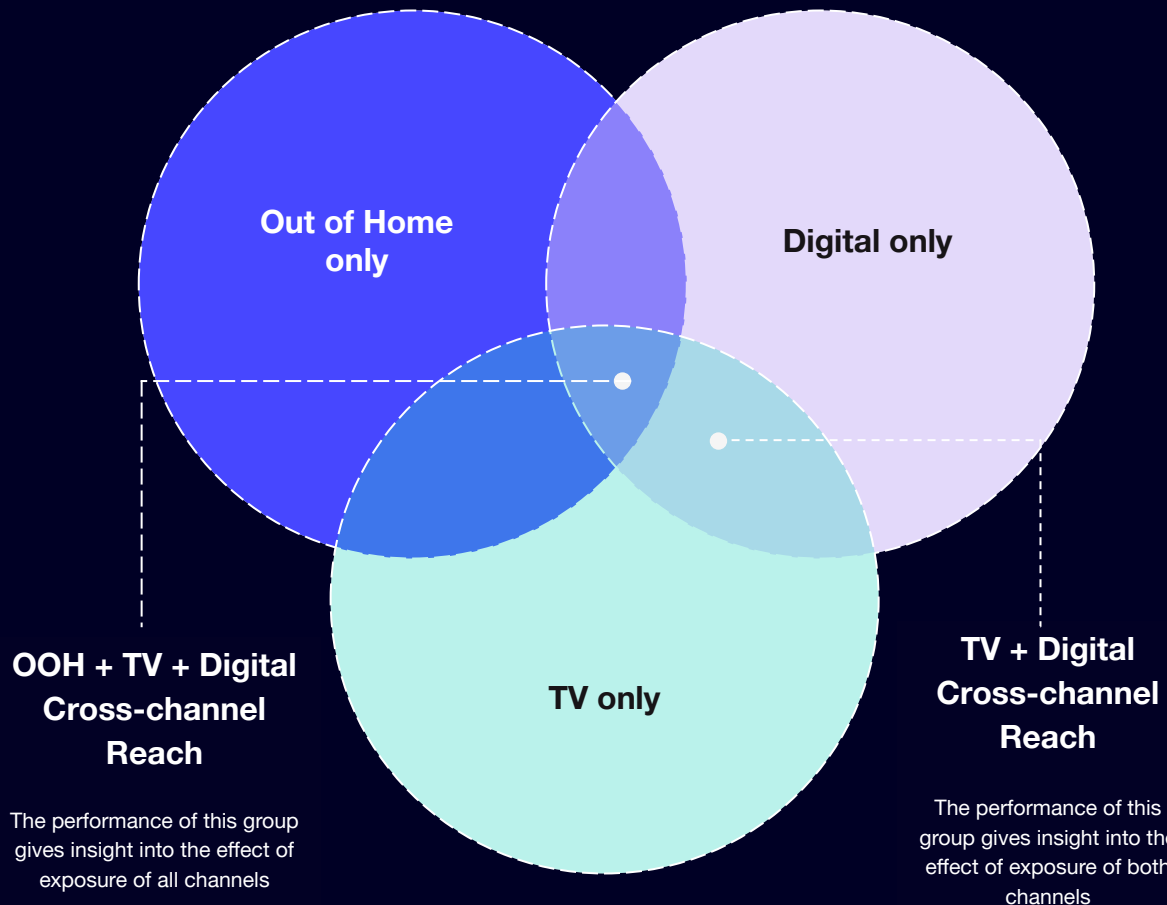 Out of Home
only
Digital only
TV only
OOH + TV + Digital
Cross-channel
Reach
The performance of this group
gives insight into the effect of
exposure of all channels
TV + Digital
Cross-channel
Reach
The performance of this
group gives insight into the
effect of exposure of both
channels